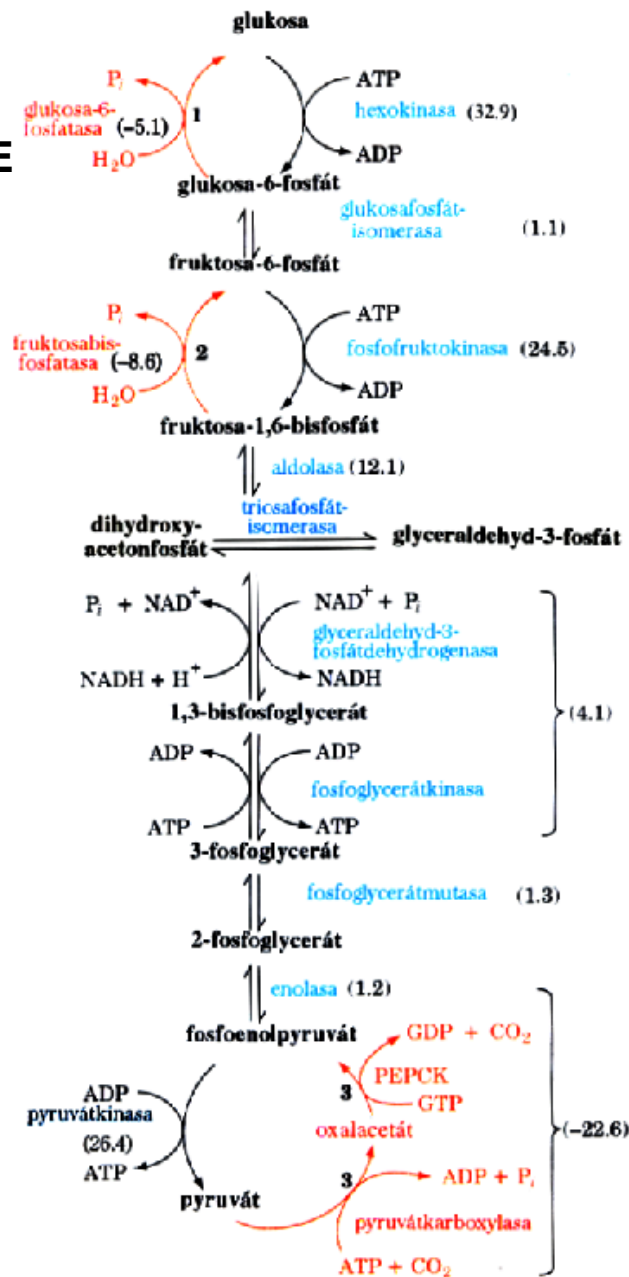 glukosa
P_i
ATP
glukosa-6-
fosfatasa (-5.1)
1
hexokinasa (32.9)
E
H₂O
ADP
glukosa-6-fosfát
glukosafosfát-
isomerasa (1.1)
fruktosa-6-fosfát
P_i
ATP
fruktosabis-
fosfatasa (-8.6)
2
fosfofruktokinasa (24.5)
H₂O
ADP
fruktosa-1,6-bisfosfát
aldolasa (12.1)
triosafosfát-
isomerasa
dihydroxy-
acetonfosfát
glyceraldehyd-3-fosfát
P_i + NAD⁺
NAD⁺ + P_i
glyceraldehyd-3-
fosfátdehydrogenasa
NADH + H⁺
NADH
1,3-bisfosfoglycerát
(4.1)
ADP
ADP
fosfoglycerátkinasa
ATP
ATP
3-fosfoglycerát
fosfoglycerátmutasa (1.3)
2-fosfoglycerát
enolasa (1.2)
fosfoenolpyruvát
GDP + CO₂
ADP
3
PEPCK
GTP
pyruvátkinasa
(26.4)
oxalacetát
(-22.6)
ATP
pyruvát
3
ADP + P_i
pyruvátkarboxylasa
ATP + CO₂